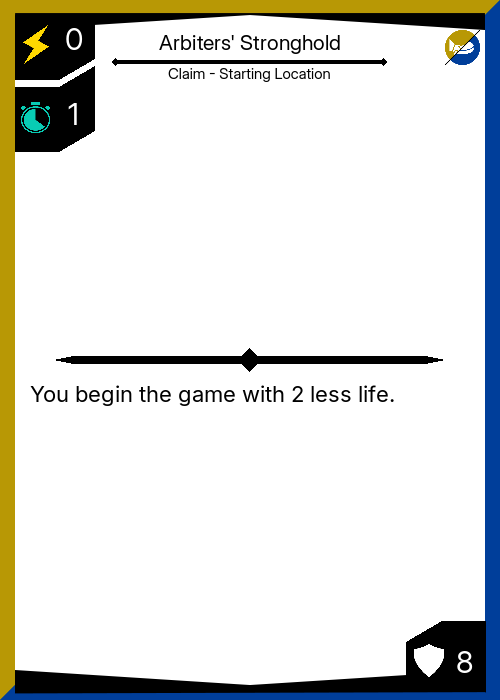 0
Arbiters' Stronghold
Claim - Starting Location
1
You begin the game with 2 less life.
8